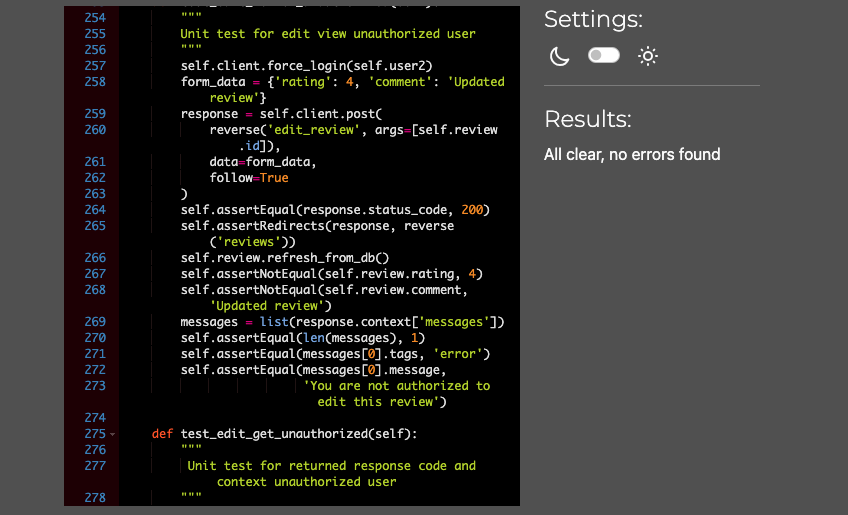 254 """
255 Unit test for edit view unauthorized user
256 """
257 self.client.force_login(self.user2)
258 form_data = {'rating': 4, 'comment': 'Updated
review'}
259 response = self.client.post(
260 reverse('edit_review', args=[self.review
.id]),
261 data=form_data,
262 follow=True
263 )
264 self.assertEqual(response.status_code, 200)
265 self.assertRedirects(response, reverse
('reviews'))
266 self.review.refresh_from_db()
267 self.assertNotEqual(self.review.rating, 4)
268 self.assertNotEqual(self.review.comment,
'Updated review')
269 messages = list(response.context['messages'])
270 self.assertEqual(len(messages), 1)
271 self.assertEqual(messages[0].tags, 'error')
272 self.assertEqual(messages[0].message,
273 'You are not authorized to
edit this review')
274
275 def test_edit_get_unauthorized(self):
276 """
277 Unit test for returned response code and
context unauthorized user
278 """
Settings:
Results:
All clear, no errors found